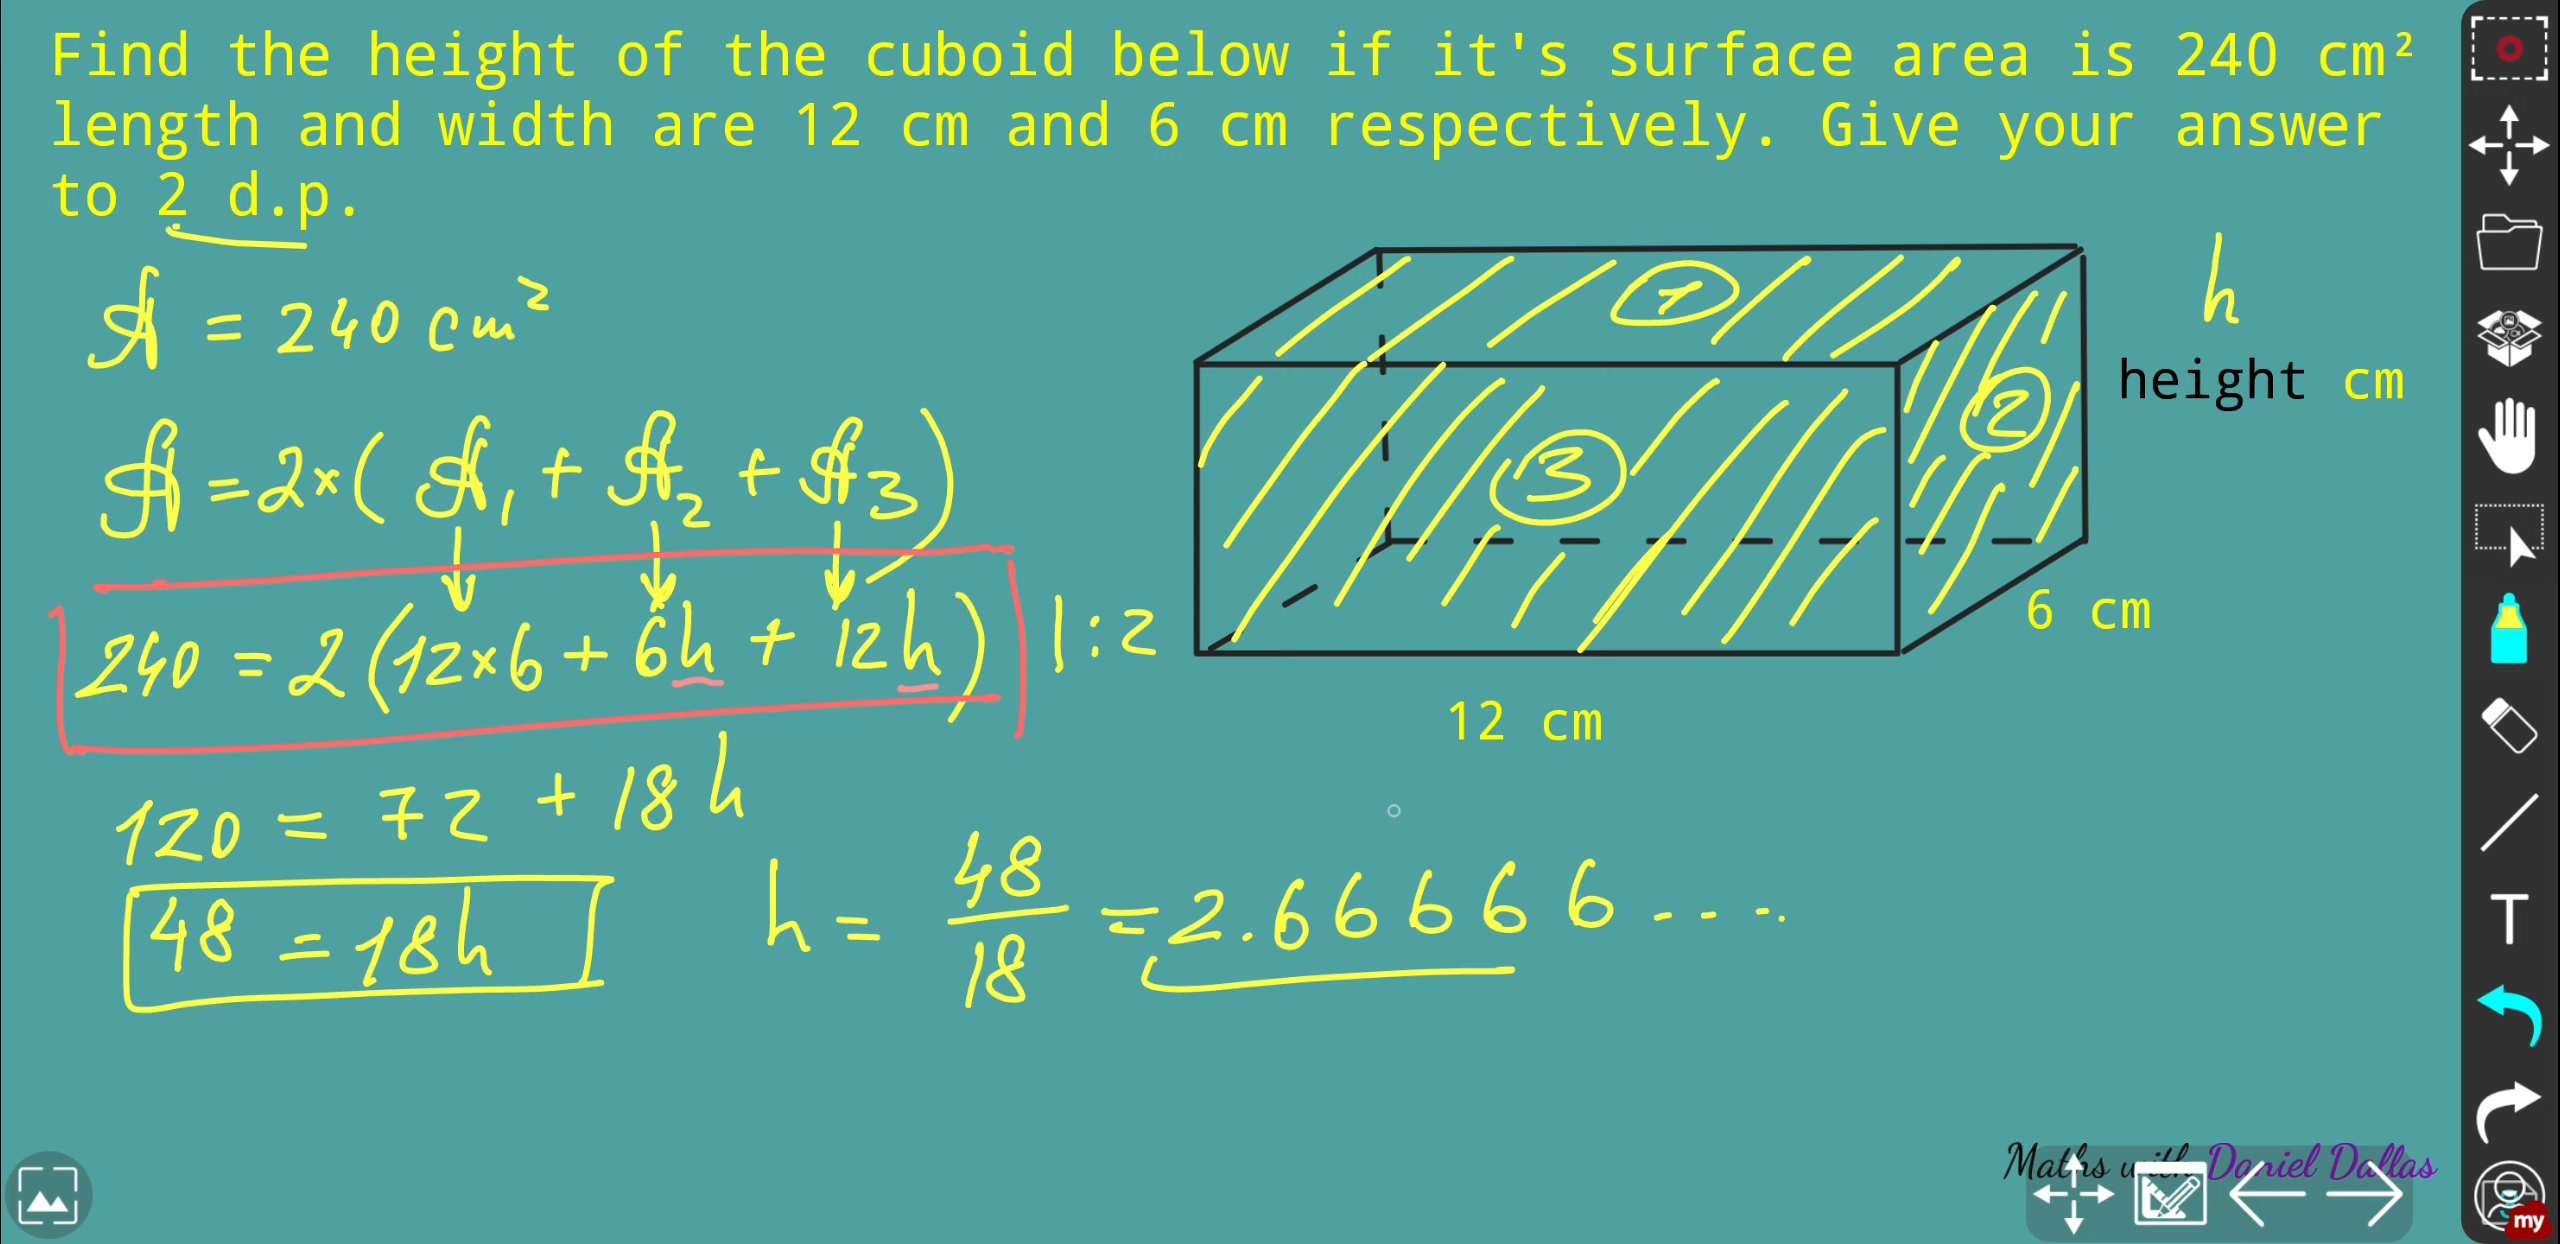 Find the height of the cuboid below if it's surface area is 240 cm²
length and width are 12 cm and 6 cm respectively. Give your answer
to 2 d.p.
A = 240 cm²
A = 2 × ( A₁ + A₂ + A₃ )
240 = 2 (12×6 + 6h + 12h) | : 2
120 = 72 + 18h
48 = 18h
h = 48/18 = 2.66666....
1
2
3
h
height cm
6 cm
12 cm
T
Maths with Daniel Dallas
my